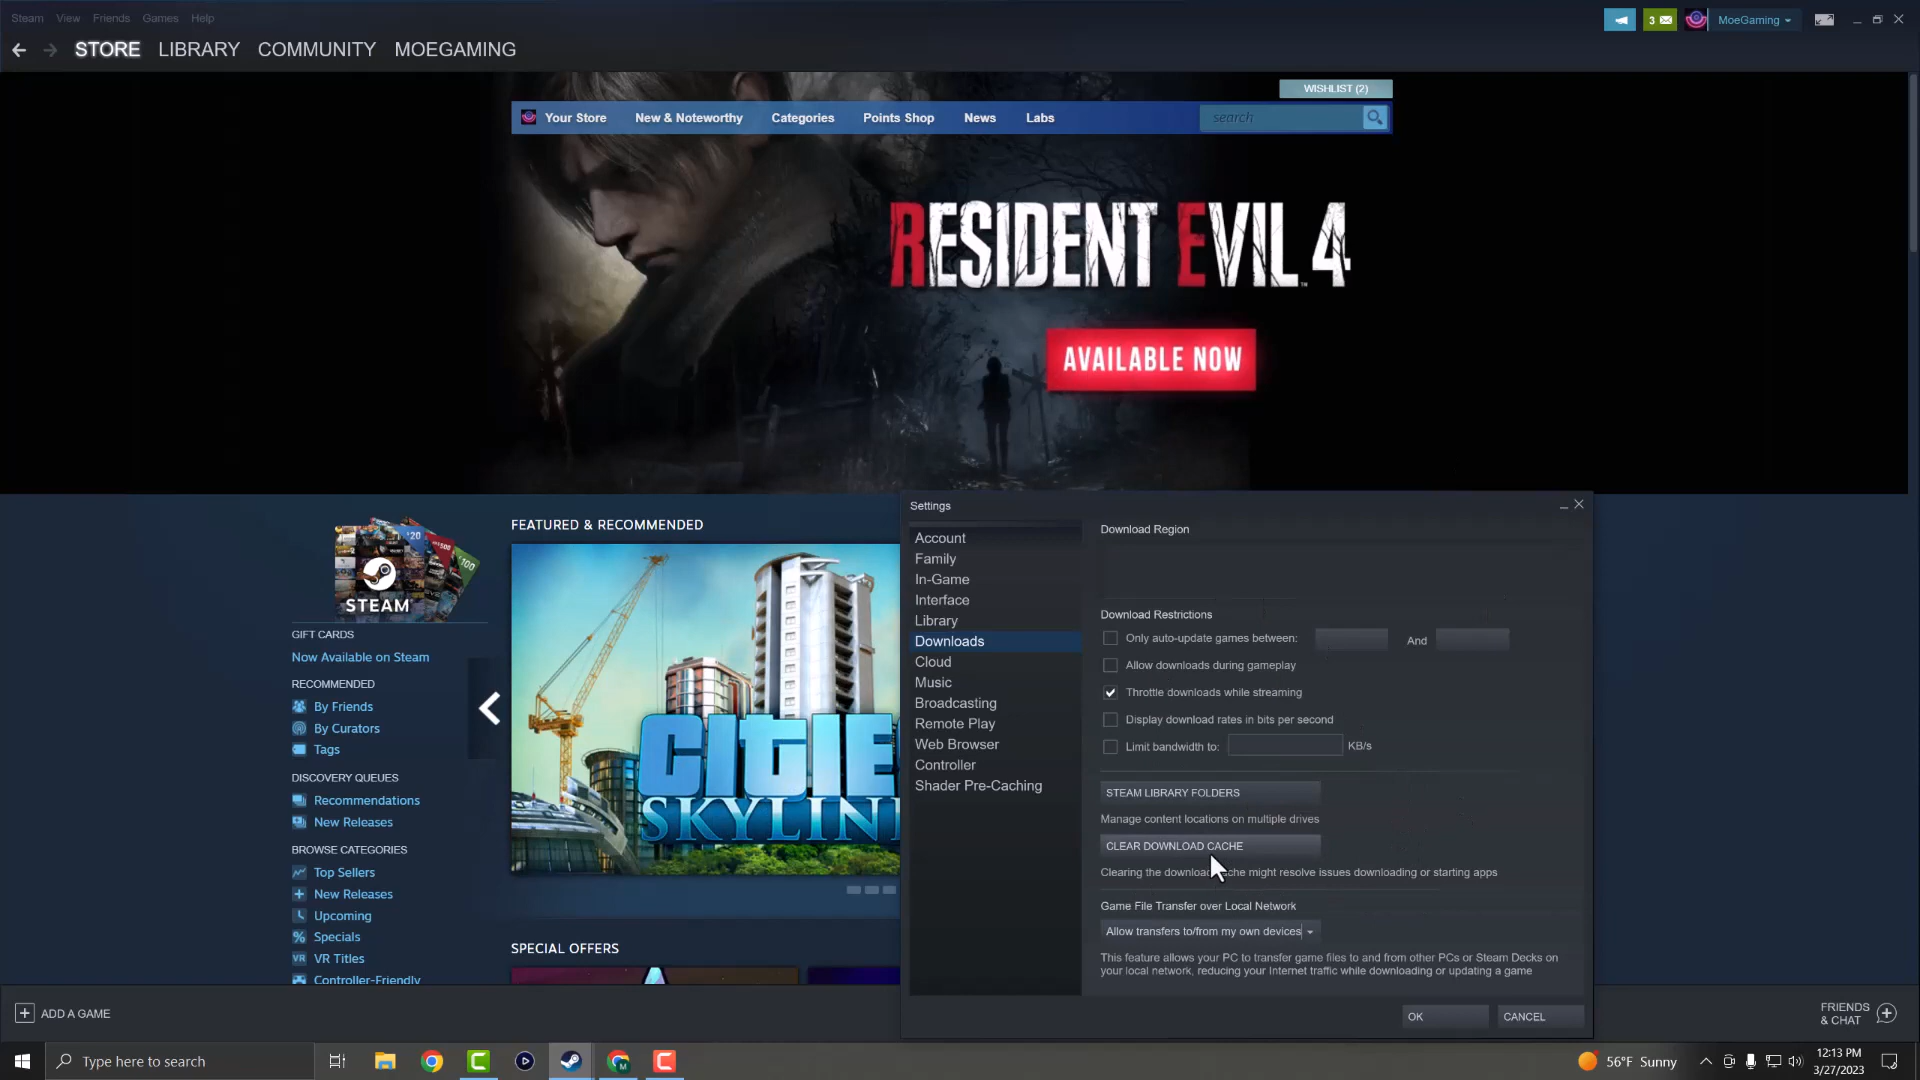 Steam View Friends Games Help
3 MoeGaming
STORE LIBRARY COMMUNITY MOEGAMING
WISHLIST (2)
Your Store New & Noteworthy Categories Points Shop News Labs search
RESIDENT EVIL 4
AVAILABLE NOW
$20 $50 $100
STEAM
GIFT CARDS
Now Available on Steam
RECOMMENDED
By Friends
By Curators
Tags
DISCOVERY QUEUES
Recommendations
New Releases
BROWSE CATEGORIES
Top Sellers
New Releases
Upcoming
Specials
VR VR Titles
Controller-Friendly
FEATURED & RECOMMENDED
CITIE
SKYLIN
SPECIAL OFFERS
Settings
Account
Family
In-Game
Interface
Library
Downloads
Cloud
Music
Broadcasting
Remote Play
Web Browser
Controller
Shader Pre-Caching
Download Region
Download Restrictions
Only auto-update games between: And
Allow downloads during gameplay
Throttle downloads while streaming
Display download rates in bits per second
Limit bandwidth to: KB/s
STEAM LIBRARY FOLDERS
Manage content locations on multiple drives
CLEAR DOWNLOAD CACHE
Clearing the download che might resolve issues downloading or starting apps
Game File Transfer over Local Network
Allow transfers to/from my own devices
This feature allows your PC to transfer game files to and from other PCs or Steam Decks on
your local network, reducing your Internet traffic while downloading or updating a game
OK CANCEL
ADD A GAME
FRIENDS
& CHAT
Type here to search
56°F Sunny
12:13 PM
3/27/2023